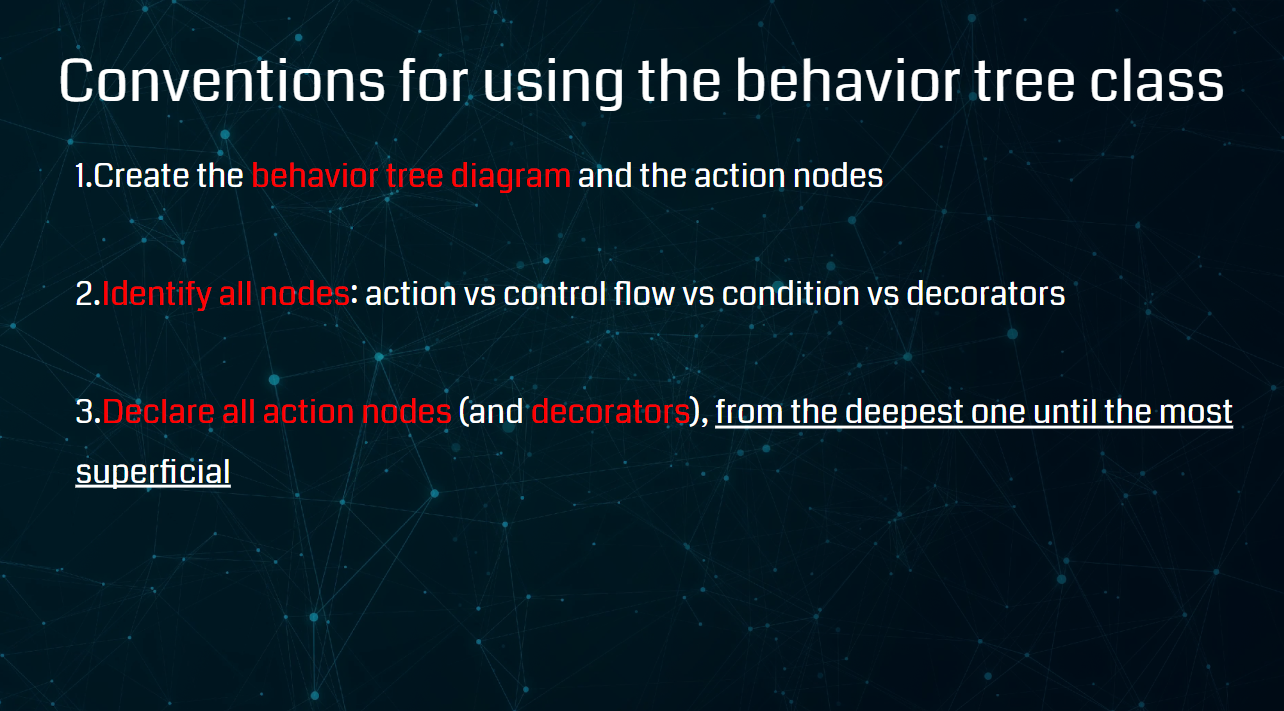 Conventions for using the behavior tree class
1.Create the behavior tree diagram and the action nodes
2.Identify all nodes: action vs control flow vs condition vs decorators
3.Declare all action nodes (and decorators), from the deepest one until the most
superficial